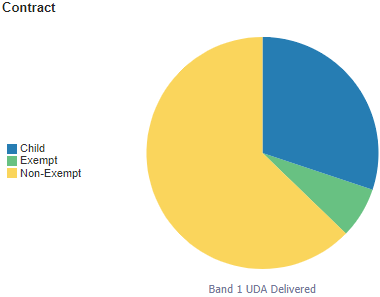 Contract
Child
Exempt
Non-Exempt
Band 1 UDA Delivered